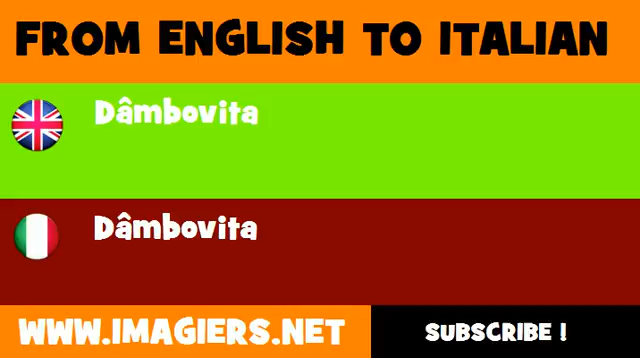 FROM ENGLISH TO ITALIAN
Dâmbovita
Dâmbovita
WWW.IMAGIERS.NET
SUBSCRIBE !